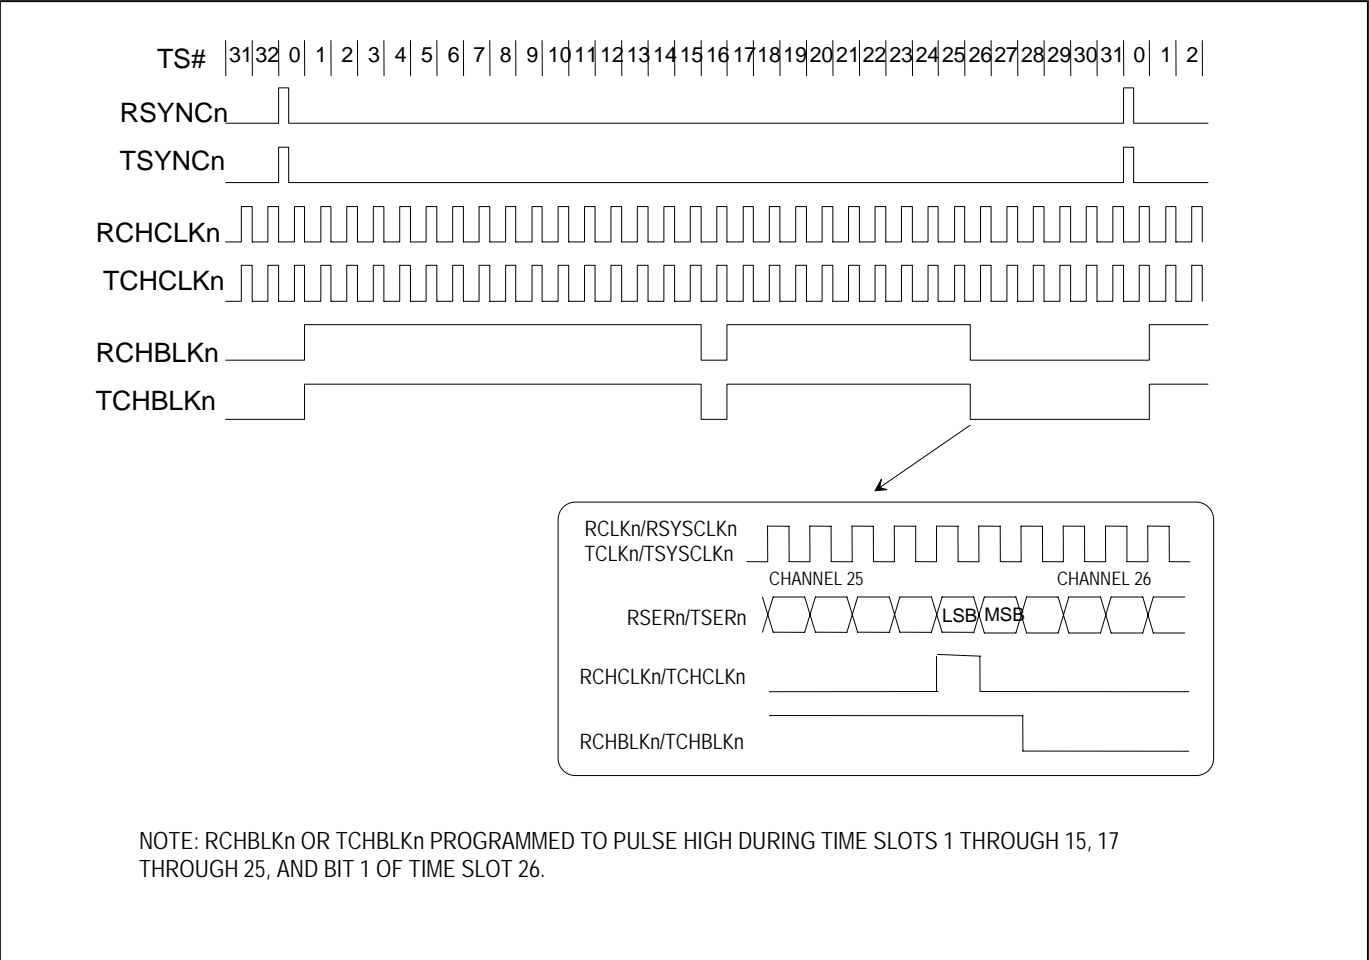 TS# 31 32 0 1 2 3 4 5 6 7 8 9 10 11 12 13 14 15 16 17 18 19 20 21 22 23 24 25 26 27 28 29 30 31 0 1 2
RSYNCn
TSYNCn
RCHCLKn
TCHCLKn
RCHBLKn
TCHBLKn
RCLKn/RSYSCLKn
TCLKn/TSYSCLKn
CHANNEL 25 CHANNEL 26
RSERn/TSERn LSB MSB
RCHCLKn/TCHCLKn
RCHBLKn/TCHBLKn
NOTE: RCHBLKn OR TCHBLKn PROGRAMMED TO PULSE HIGH DURING TIME SLOTS 1 THROUGH 15, 17
THROUGH 25, AND BIT 1 OF TIME SLOT 26.